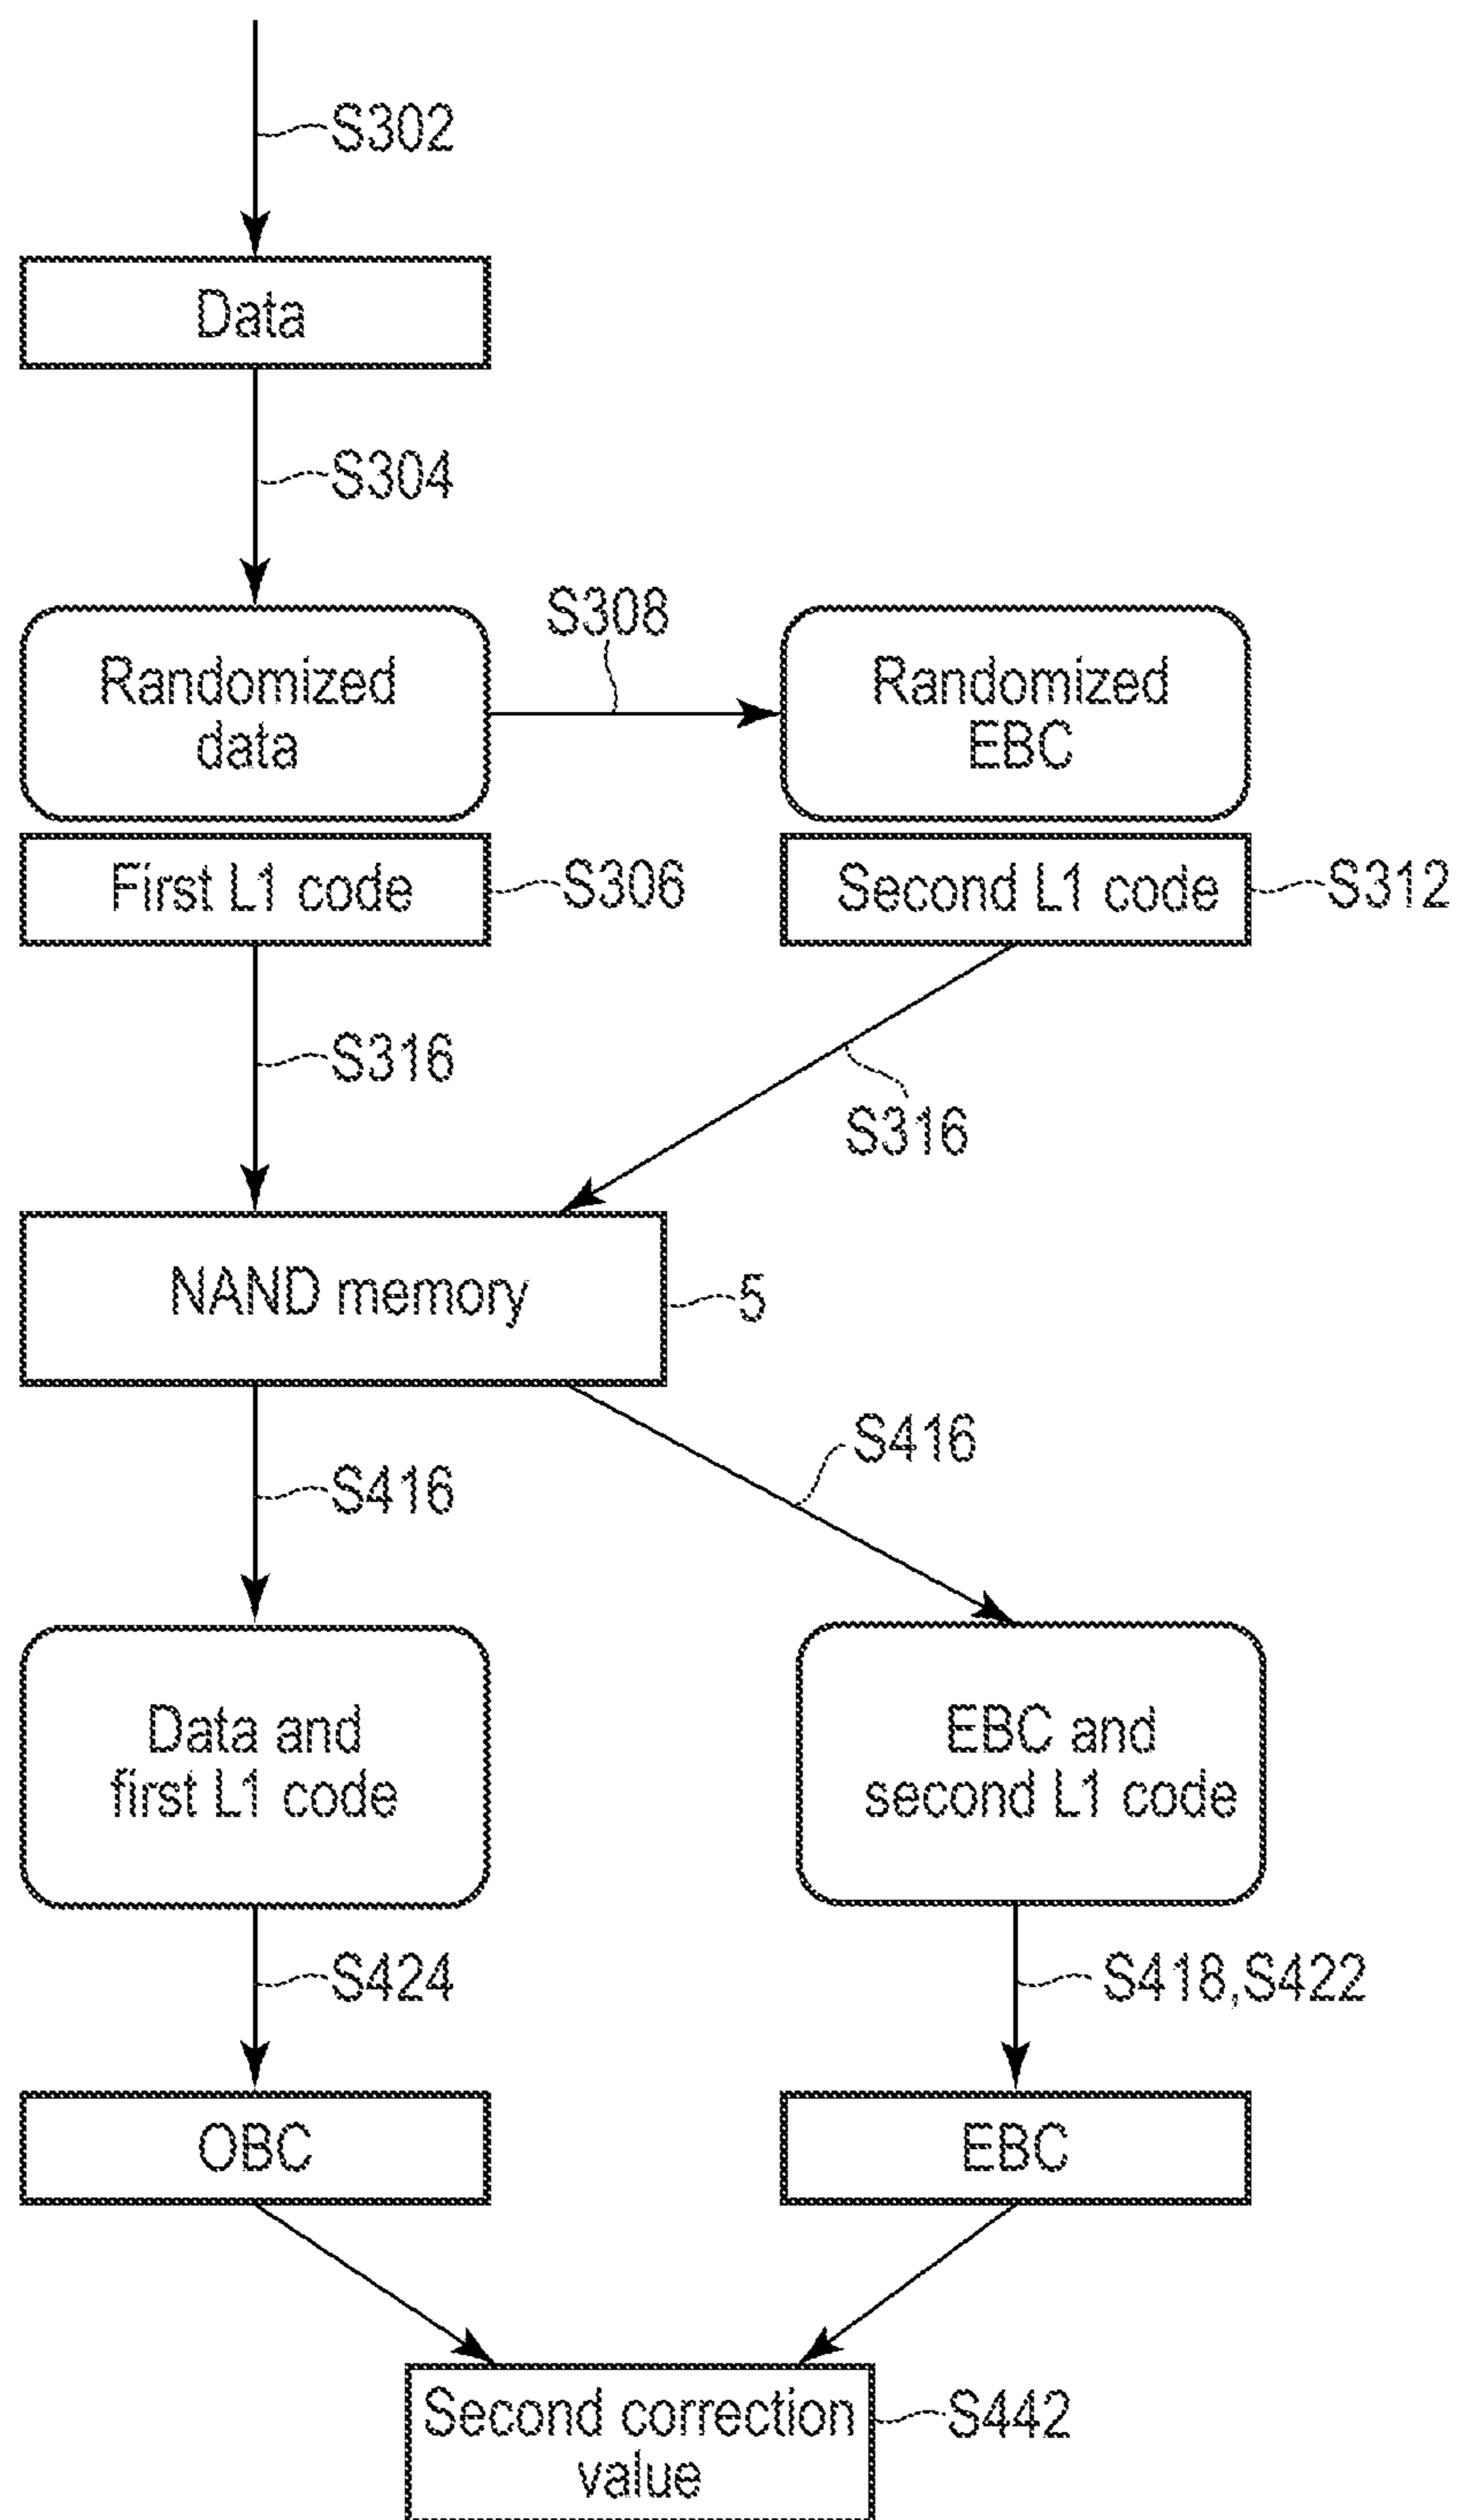 S302
Data
S304
S308
Randomized
data
Randomized
EBC
First L1 code
S306
Second L1 code
S312
S316
S316
NAND memory
5
S416
S416
Data and
first L1 code
EBC and
second L1 code
S424
S418,S422
OBC
EBC
Second correction
value
S442